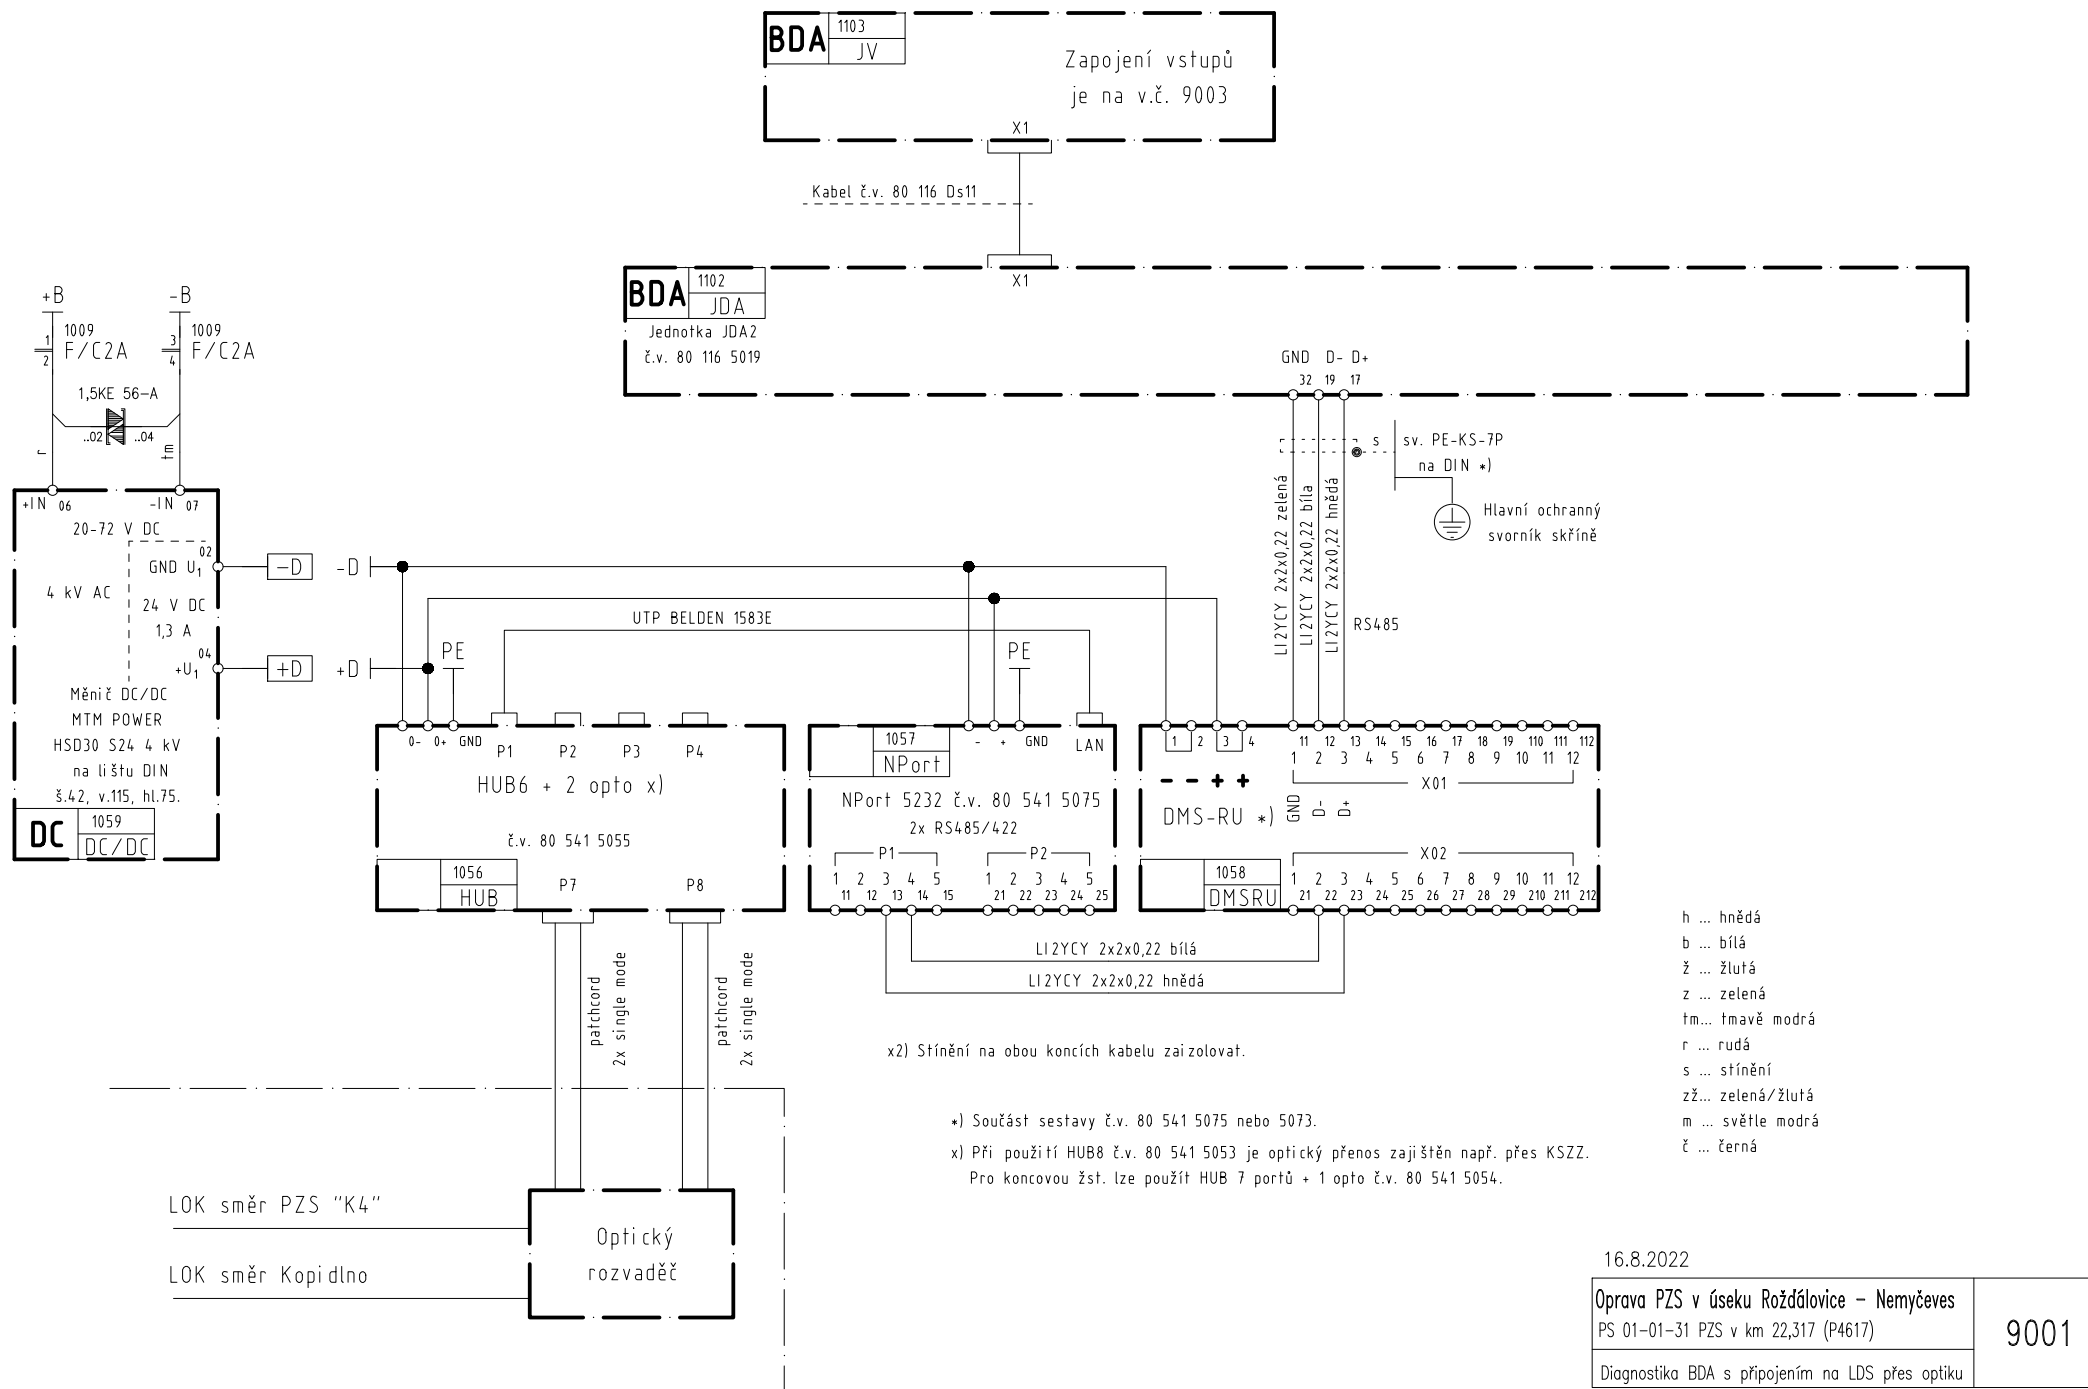 BDA
1103
JV
Zapojení vstupů
je na v.č. 9003
X1
Kabel č.v. 80 116 Ds11
X1
BDA
1102
JDA
Jednotka JDA2
č.v. 80 116 5019
GND D- D+
32 19 17
+B
-B
1
2
1009
F/C2A
3
4
1009
F/C2A
1,5KE 56-A
..02
..04
r
tm
+IN 06
-IN 07
20-72 V DC
02
GND U1
4 kV AC
24 V DC
1,3 A
04
+U1
Měnič DC/DC
MTM POWER
HSD30 S24 4 kV
na lištu DIN
š.42, v.115, hl.75.
DC
1059
DC/DC
-D
-D
+D
+D
s
sv. PE-KS-7P
na DIN *)
Hlavní ochranný
svorník skříně
LI2YCY 2x2x0,22 zelená
LI2YCY 2x2x0,22 bíla
LI2YCY 2x2x0,22 hnědá
RS485
UTP BELDEN 1583E
PE
PE
0- 0+ GND
P1 P2 P3 P4
HUB6 + 2 opto x)
č.v. 80 541 5055
1056
HUB
P7
P8
1057
NPort
- + GND
LAN
NPort 5232 č.v. 80 541 5075
2x RS485/422
P1
P2
1 2 3 4 5
1 2 3 4 5
11 12 13 14 15
21 22 23 24 25
1 2 3 4
- - + +
DMS-RU *)
11 12 13 14 15 16 17 18 19 110 111 112
1 2 3 4 5 6 7 8 9 10 11 12
X01
GND
D-
D+
X02
1058
DMSRU
1 2 3 4 5 6 7 8 9 10 11 12
21 22 23 24 25 26 27 28 29 210 211 212
LI2YCY 2x2x0,22 bílá
LI2YCY 2x2x0,22 hnědá
patchcord
2x single mode
patchcord
2x single mode
x2) Stínění na obou koncích kabelu zaizolovat.
*) Součást sestavy č.v. 80 541 5075 nebo 5073.
x) Při použití HUB8 č.v. 80 541 5053 je optický přenos zajištěn např. přes KSZZ.
Pro koncovou žst. lze použít HUB 7 portů + 1 opto č.v. 80 541 5054.
h ... hnědá
b ... bílá
ž ... žlutá
z ... zelená
tm... tmavě modrá
r ... rudá
s ... stínění
zž... zelená/žlutá
m ... světle modrá
č ... černá
LOK směr PZS "K4"
LOK směr Kopidlno
Optický
rozvaděč
16.8.2022
Oprava PZS v úseku Rožďálovice - Nemyčeves
PS 01-01-31 PZS v km 22,317 (P4617)
9001
Diagnostika BDA s připojením na LDS přes optiku